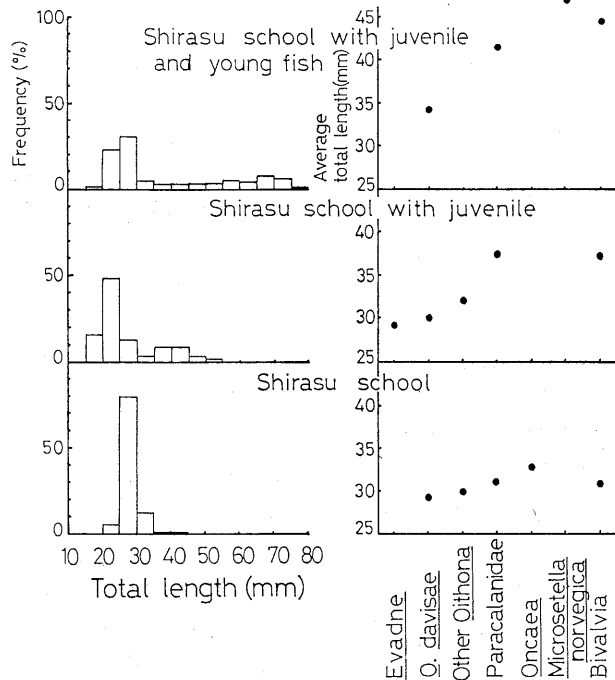 Frequency (%)
100
50
0
Shirasu school with juvenile
and young fish
Average
total length(mm)
45
40
35
30
25
Shirasu school with juvenile
50
0
40
35
30
25
Shirasu school
50
0
40
35
30
25
10 20 30 40 50 60 70 80
Total length (mm)
Evadne
O. davisae
Other Oithona
Paracalanidae
Oncaea
Microsetella
norvegica
Bivalvia